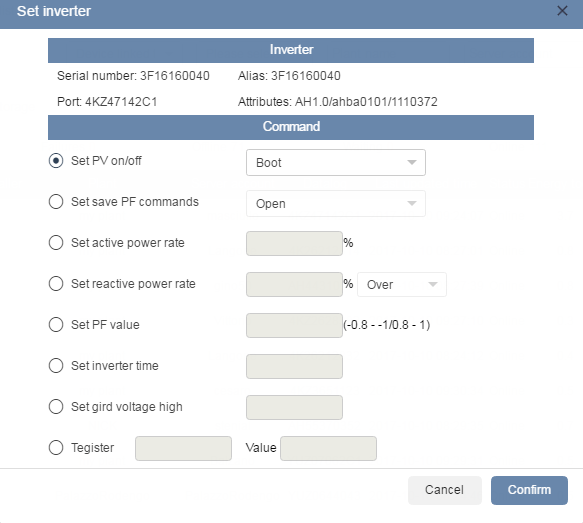 Set inverter
Inverter
Serial number: 3F16160040 Alias: 3F16160040
Port: 4KZ47142C1 Attributes: AH1.0/ahba0101/1110372
Command
Set PV on/off Boot
Set save PF commands Open
Set active power rate %
Set reactive power rate % Over
Set PF value (-0.8 - -1/0.8 - 1)
Set inverter time
Set gird voltage high
Tegister Value
Cancel Confirm